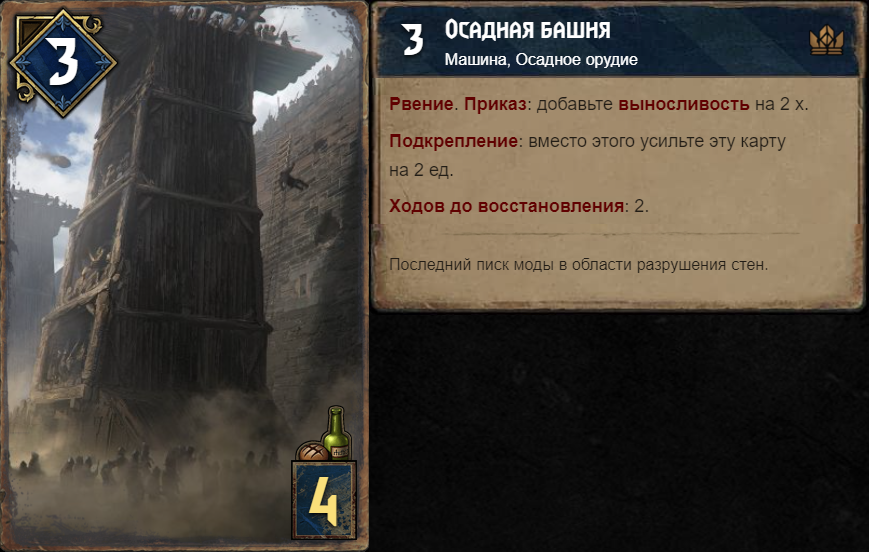 3
4
3
Осадная башня
Машина, Осадное орудие
Рвение. Приказ: добавьте выносливость на 2 х.
Подкрепление: вместо этого усильте эту карту
на 2 ед.
Ходов до восстановления: 2.
Последний писк моды в области разрушения стен.